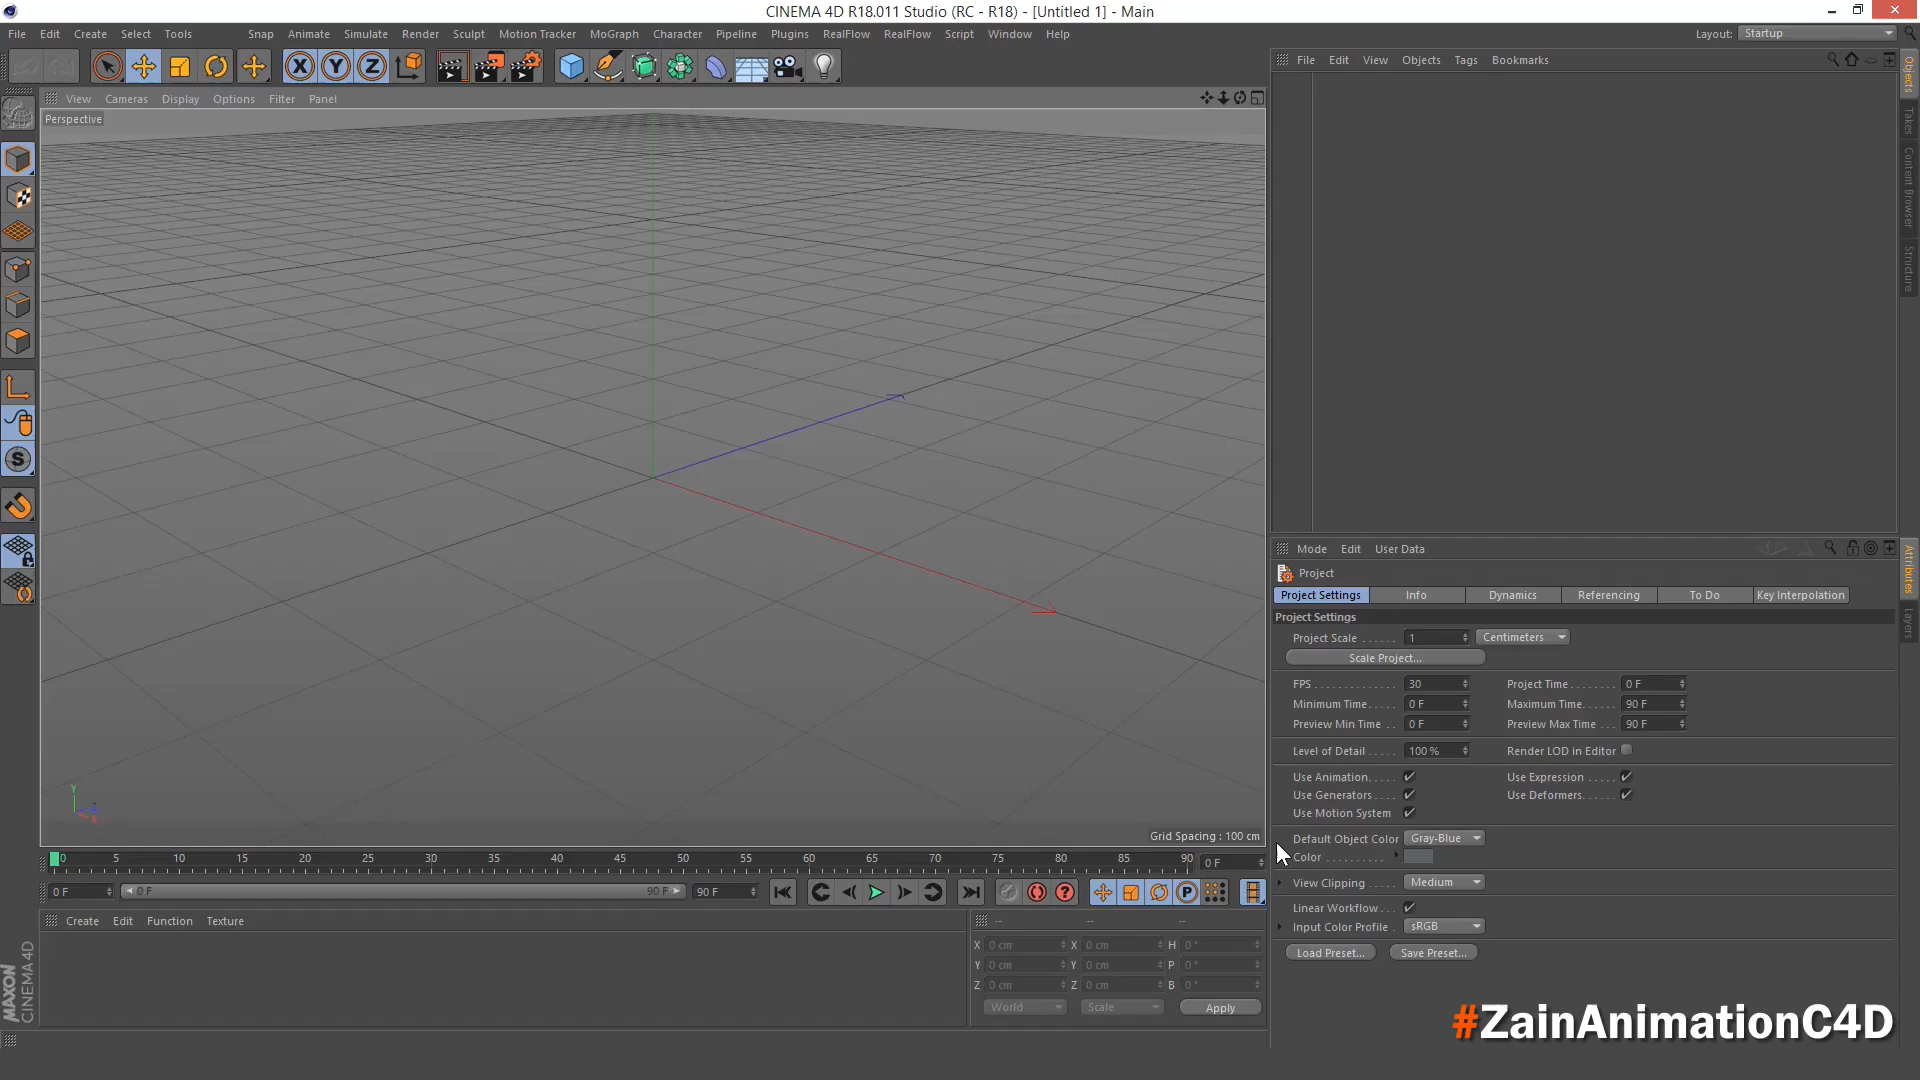 CINEMA 4D R18.011 Studio (RC - R18) - [Untitled 1] - Main
File Edit Create Select Tools Snap Animate Simulate Render Sculpt Motion Tracker MoGraph Character Pipeline Plugins RealFlow RealFlow Script Window Help
Layout: Startup
X Y Z
File Edit View Objects Tags Bookmarks
View Cameras Display Options Filter Panel
Perspective
Objects
Takes
Content Browser
Structure
S
Y
Z
X
Grid Spacing : 100 cm
Mode Edit User Data
Attributes
Layers
Project
Project Settings Info Dynamics Referencing To Do Key Interpolation
Project Settings
Project Scale . . . . . . 1 Centimeters
Scale Project...
FPS . . . . . . . . . . . . . 30 Project Time . . . . . . . . 0 F
Minimum Time. . . . . 0 F Maximum Time. . . . . . 90 F
Preview Min Time . . 0 F Preview Max Time . . . 90 F
Level of Detail . . . . . 100 % Render LOD in Editor
Use Animation. . . . . Use Expression . . . . .
Use Generators . . . . Use Deformers. . . . . .
Use Motion System
Default Object Color Gray-Blue
Color . . . . . . . . . .
View Clipping . . . . . Medium
Linear Workflow . . .
Input Color Profile . sRGB
Load Preset... Save Preset...
0 5 10 15 20 25 30 35 40 45 50 55 60 65 70 75 80 85 90 0 F
0 F 0 F 90 F 90 F
? P
Create Edit Function Texture
-- -- --
X 0 cm X 0 cm H 0 °
Y 0 cm Y 0 cm P 0 °
Z 0 cm Z 0 cm B 0 °
World Scale Apply
MAXON
CINEMA 4D
#ZainAnimationC4D